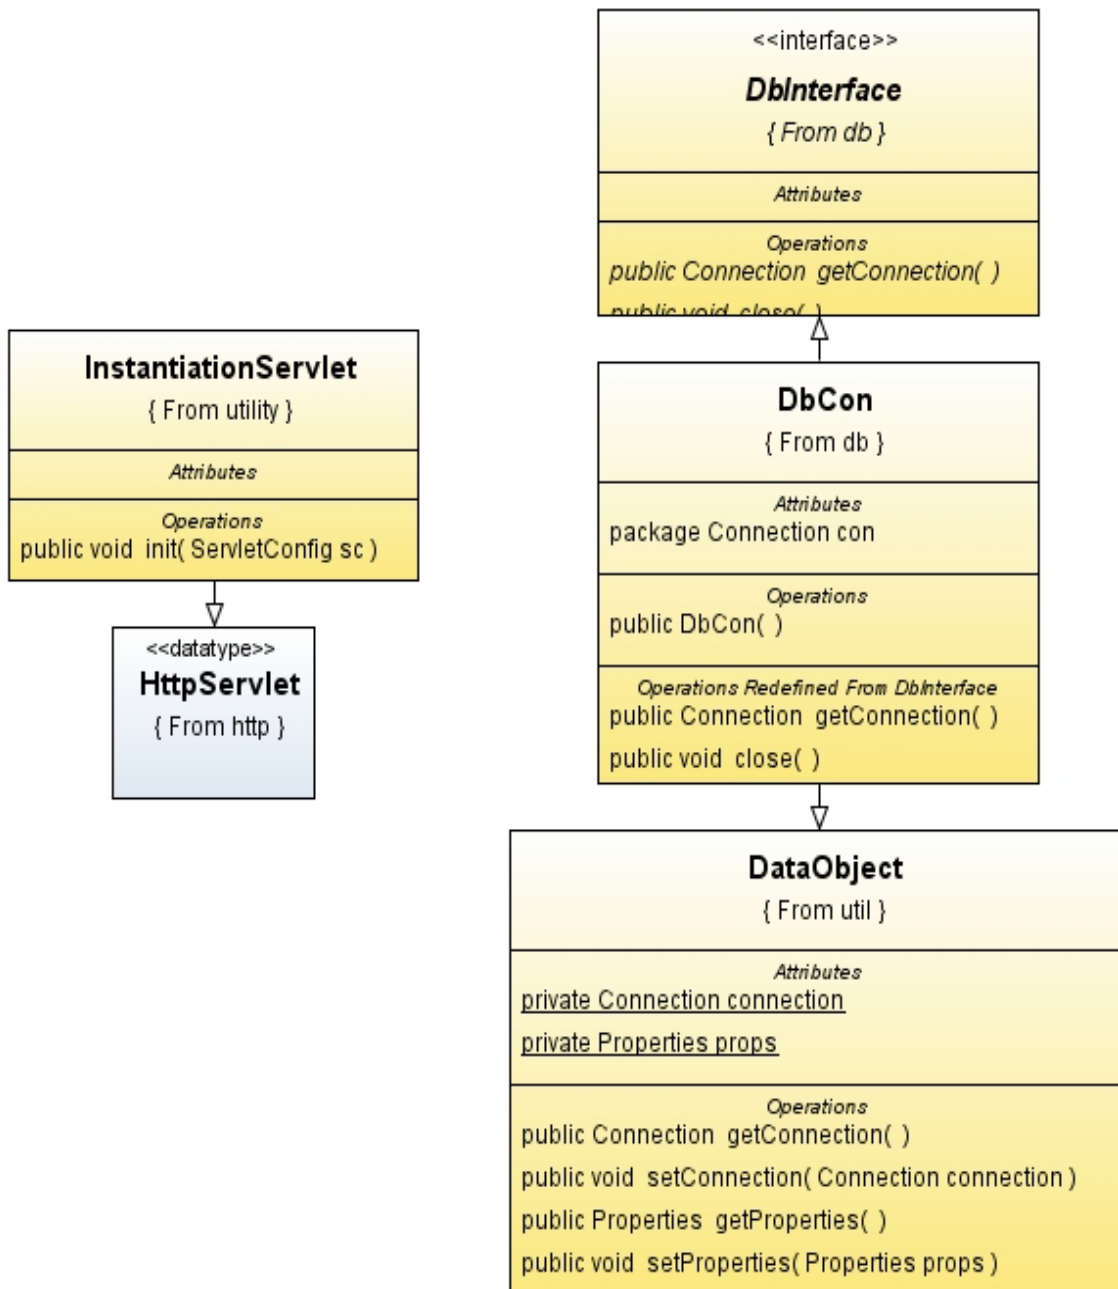 <<interface>>
DbInterface
{ From db }
Attributes
Operations
public Connection getConnection( )
public void close( )
InstantiationServlet
{ From utility }
Attributes
Operations
public void init( ServletConfig sc )
<<datatype>>
HttpServlet
{ From http }
DbCon
{ From db }
Attributes
package Connection con
Operations
public DbCon( )
Operations Redefined From DbInterface
public Connection getConnection( )
public void close( )
DataObject
{ From util }
Attributes
private Connection connection
private Properties props
Operations
public Connection getConnection( )
public void setConnection( Connection connection )
public Properties getProperties( )
public void setProperties( Properties props )